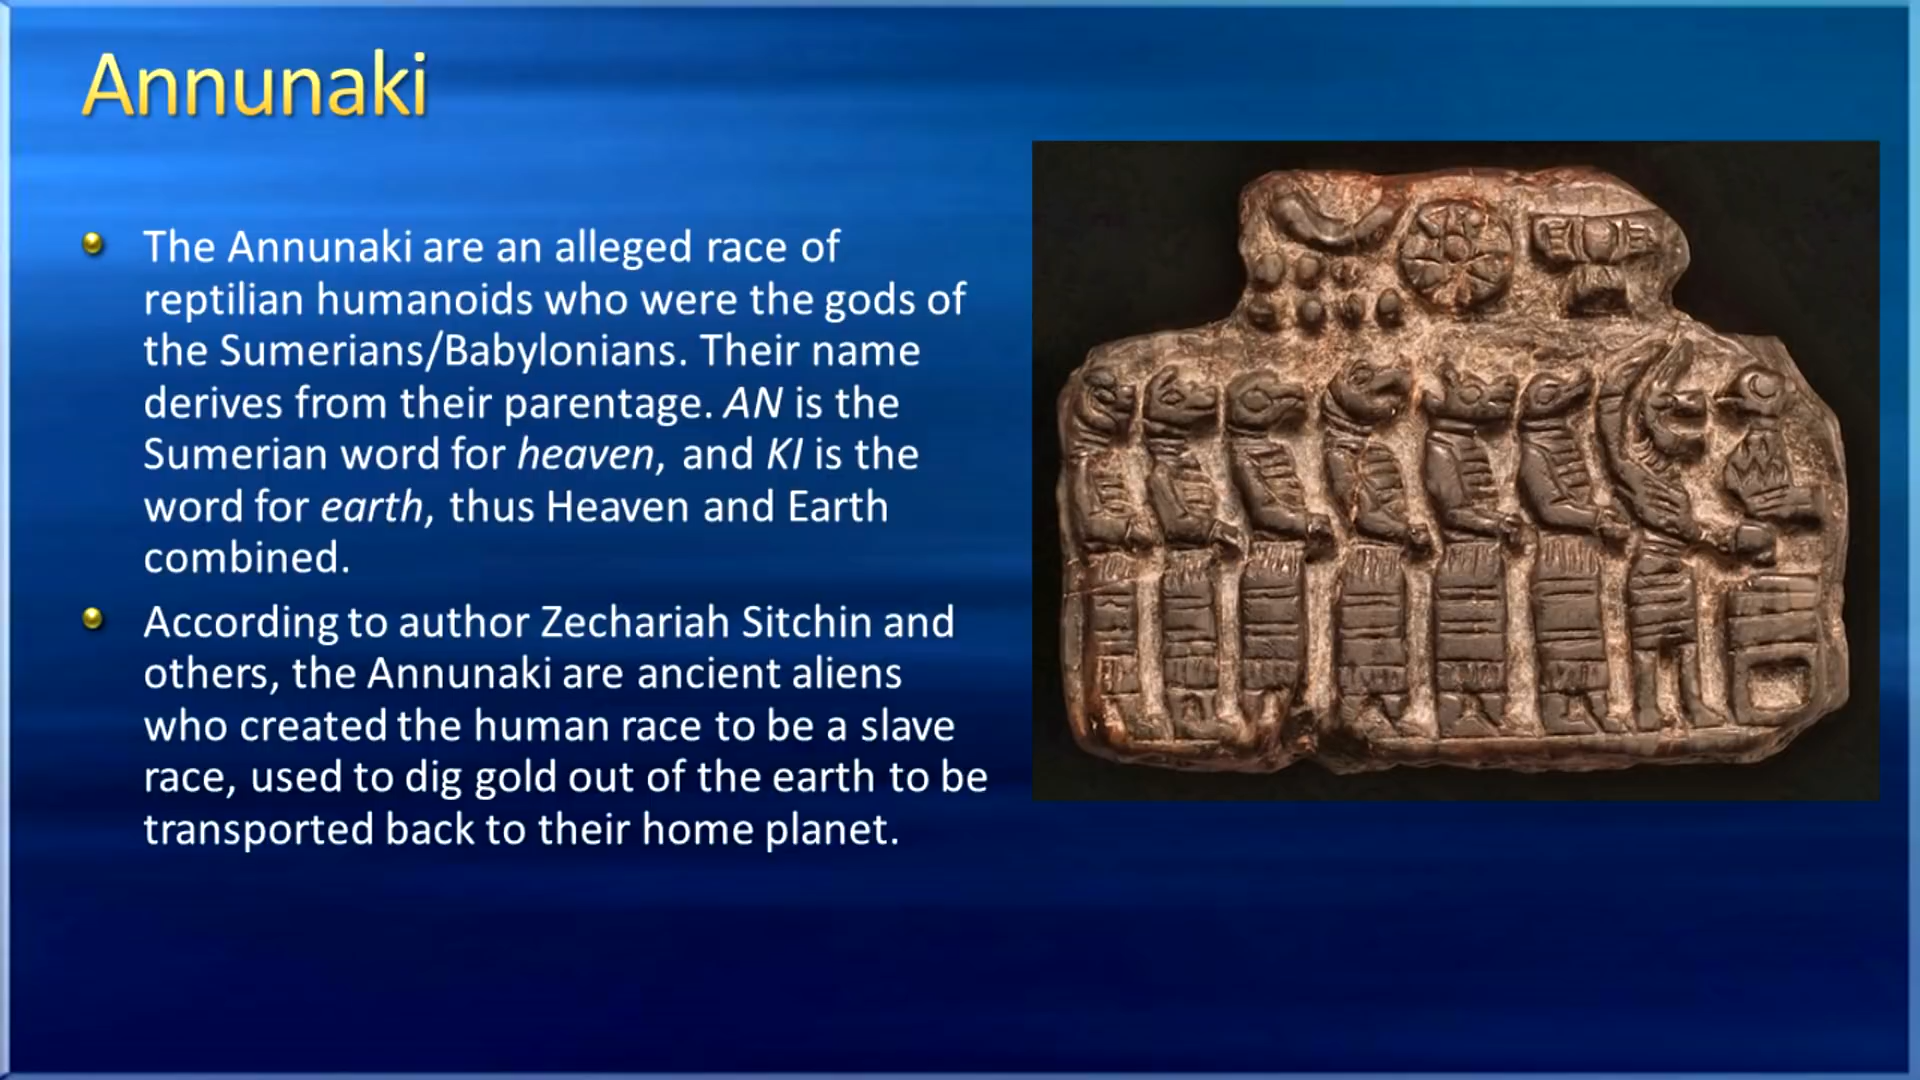 Annunaki
The Annunaki are an alleged race of
reptilian humanoids who were the gods of
the Sumerians/Babylonians. Their name
derives from their parentage. AN is the
Sumerian word for heaven, and KI is the
word for earth, thus Heaven and Earth
combined.
According to author Zechariah Sitchin and
others, the Annunaki are ancient aliens
who created the human race to be a slave
race, used to dig gold out of the earth to be
transported back to their home planet.